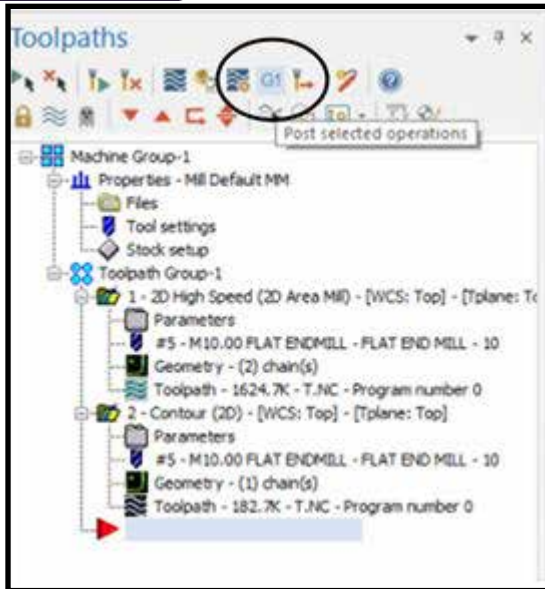 Toolpaths
G1
Post selected operations
Machine Group-1
Properties - Mill Default MM
Files
Tool settings
Stock setup
Toolpath Group-1
1 - 2D High Speed (2D Area Mill) - [WCS: Top] - [Tplane: To
Parameters
#5 - M10.00 FLAT ENDMILL - FLAT END MILL - 10
Geometry - (2) chain(s)
Toolpath - 1624.7K - T.NC - Program number 0
2 - Contour (2D) - [WCS: Top] - [Tplane: Top]
Parameters
#5 - M10.00 FLAT ENDMILL - FLAT END MILL - 10
Geometry - (1) chain(s)
Toolpath - 182.7K - T.NC - Program number 0